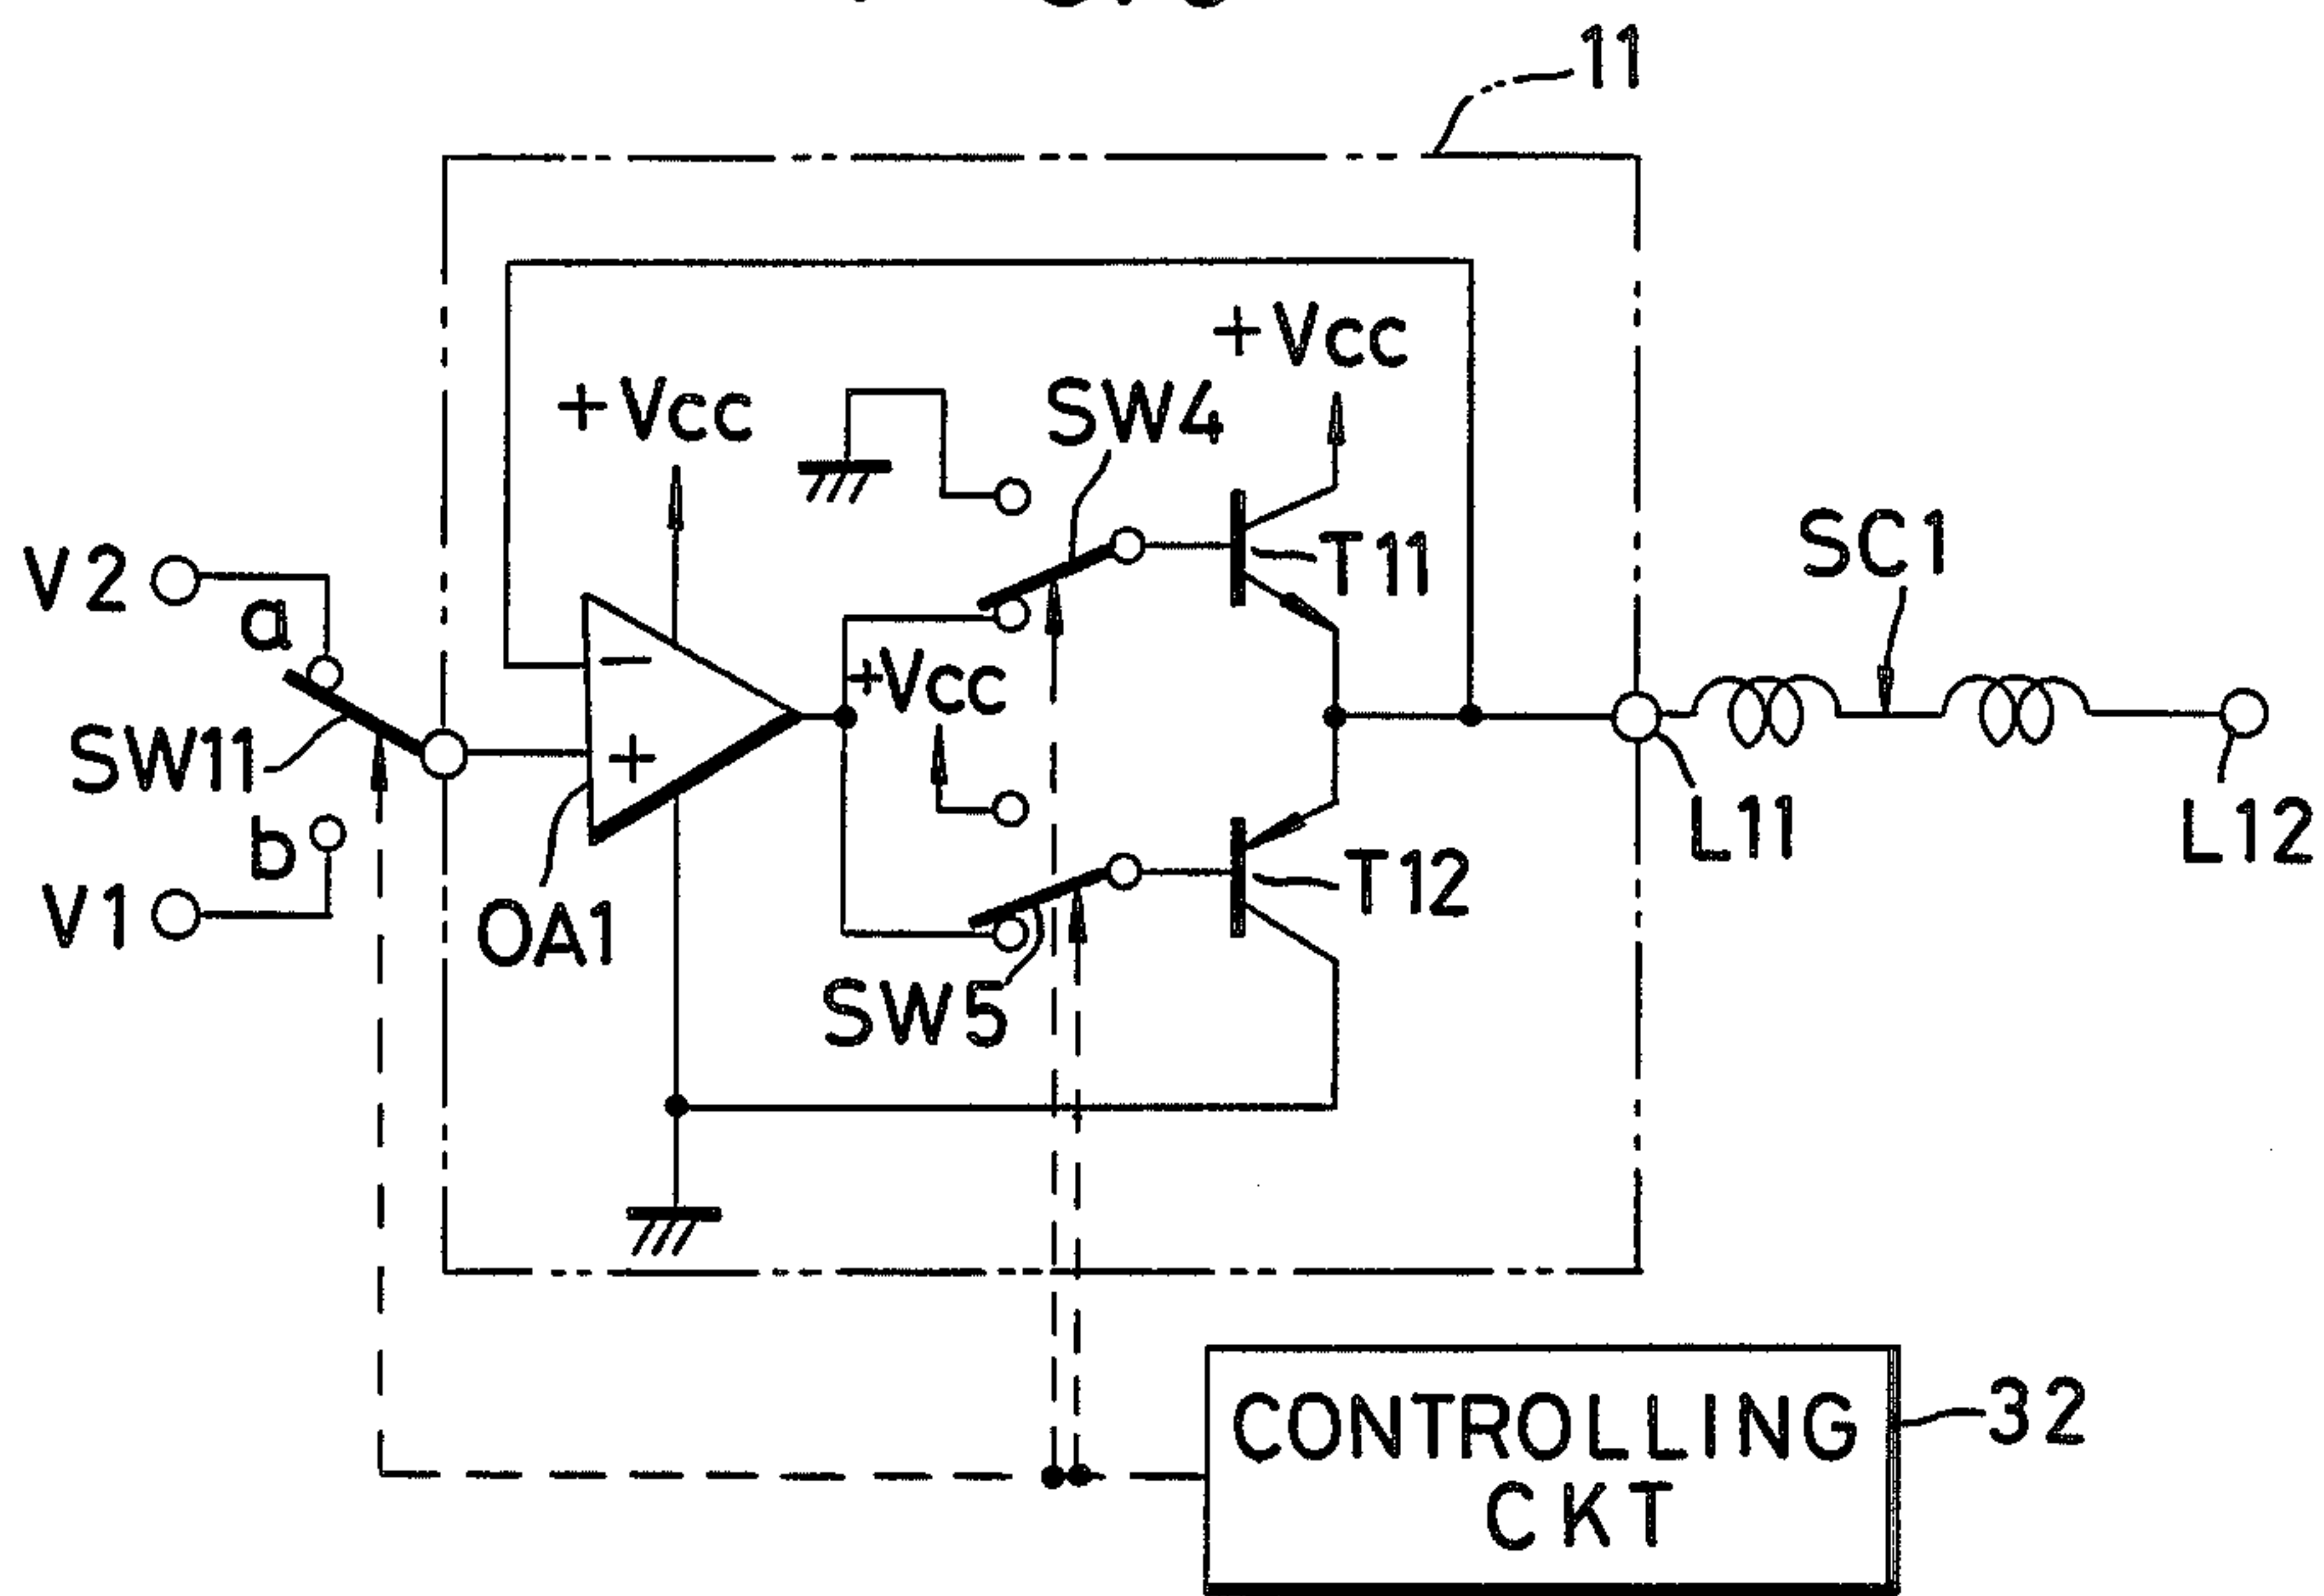 11
+Vcc
SW4
+Vcc
V2
a
T11
SC1
−
+Vcc
SW11
+
b
V1
OA1
T12
L11
L12
SW5
CONTROLLING
CKT
32